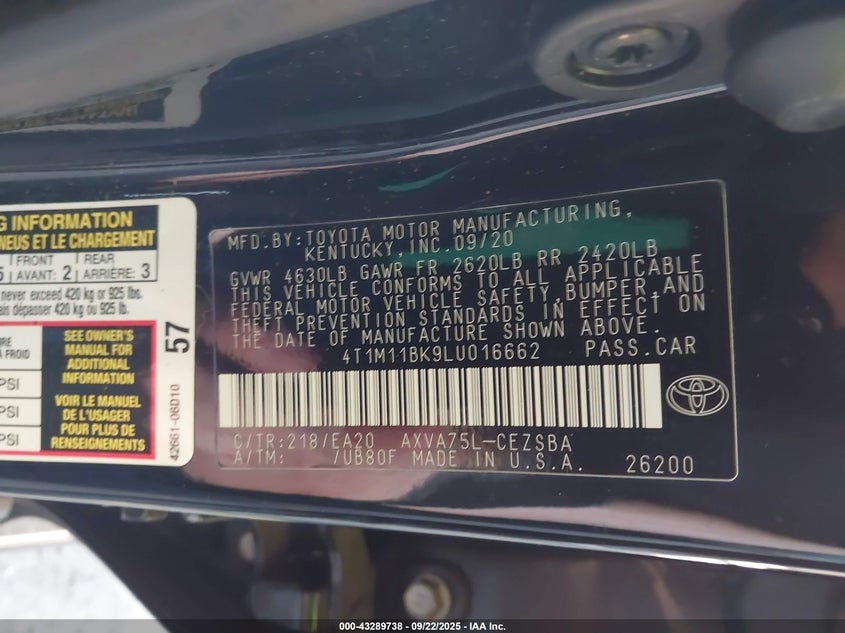 G INFORMATION
NEUS ET LE CHARGEMENT
5 FRONT AVANT: 2 REAR ARRIÈRE: 3
never exceed 420 kg or 925 lbs.
dépasser 420 kg ou 925 lb.
A FROID
PSI
PSI
PSI
SEE OWNER'S
MANUAL FOR
ADDITIONAL
INFORMATION
VOIR LE MANUEL
DE L'USAGER
POUR PLUS DE
RENSEIGNEMENTS
57
42661-06D10
MFD. BY: TOYOTA MOTOR MANUFACTURING,
KENTUCKY, INC. 09/20
GVWR 4630LB GAWR FR 2620LB RR 2420LB
THIS VEHICLE CONFORMS TO ALL APPLICABLE
FEDERAL MOTOR VEHICLE SAFETY, BUMPER, AND
THEFT PREVENTION STANDARDS IN EFFECT ON
THE DATE OF MANUFACTURE SHOWN ABOVE.
4T1M11BK9LU016662 PASS.CAR
C/TR: 218/EA20 AXVA75L-CEZSBA
A/TM: /UB80F MADE IN U.S.A. 26200
000-43289738 - 09/22/2025 - IAA Inc.